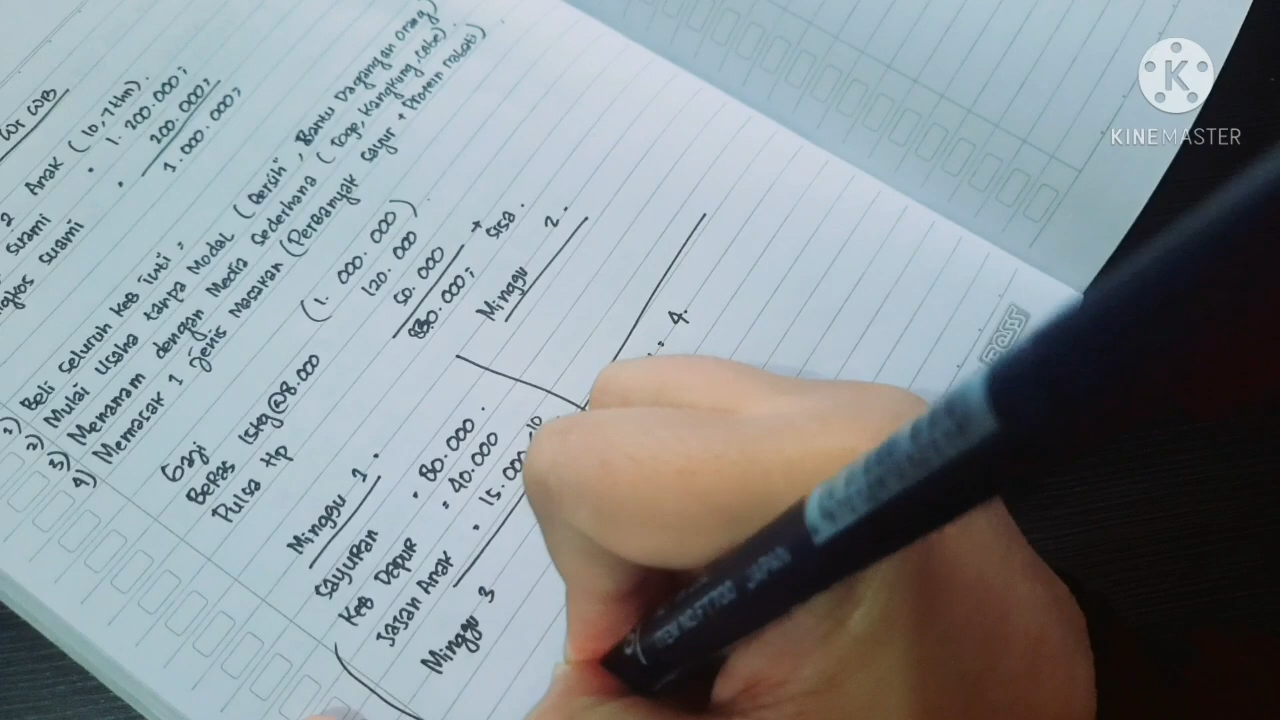 2 Anak (10, 7 thn).
Suami = 1.200.000;
Suami = 200.000;
1.000.000;
1) Beli seluruh keb inti;
2) Mulai usaha tanpa Modal ("Bersih", Bantu Dagangan orang)
3) Menanam dengan Media Sederhana (Toge, Kangkung, Cabe)
4) Memasak 1 Jenis Masakan (Perbanyak sayur + Protein nabati)
Gaji (1.000.000)
Beras 15kg@8.000 120.000
Pulsa Hp 50.000 +
830.000; sisa.
Minggu 1.
Sayuran = 80.000.
Keb Dapur = 40.000
Jajan Anak = 15.000
Minggu 2.
Minggu 3
4.
KINEMASTER